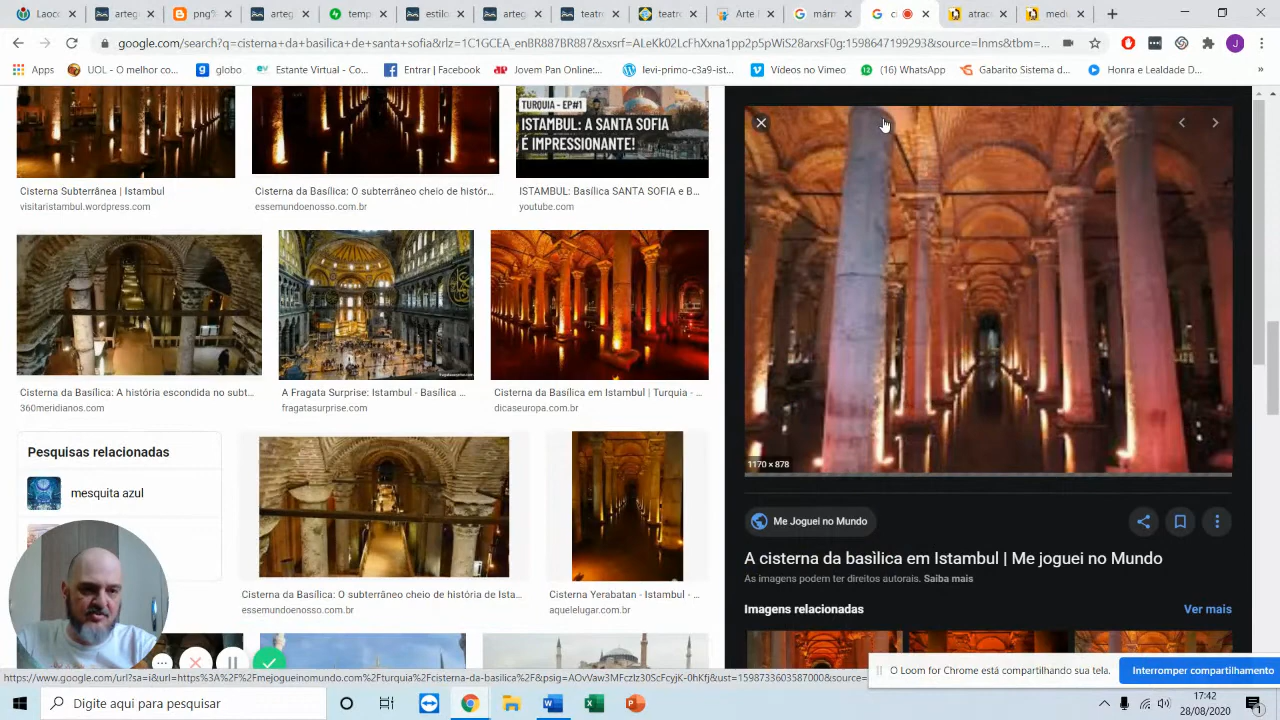 Loo
arteg
ping
temp
estilo
arteg
teatr
teatro
Arte
márm
ci
atrac
medu
google.com/search?q=cisterna+da+basilica+de+santa+sofia&rlz=1C1GCEA_enBR887BR887&sxsrf=ALeKk02LcFhXxna1pp2p5pWiS28arxsF0g:1598647199293&source=lnms&tbm=...
J
Apps
UOL - O melhor co...
globo
Estante Virtual - Co...
Entrar | Facebook
Jovem Pan Online:...
levi-primo-c3a9-ist...
Vídeos no Vimeo
(16) WhatsApp
Gabarito Sistema d...
Honra e Lealdade D...
»
TURQUIA - EP#1
ISTAMBUL: A SANTA SOFIA
É IMPRESSIONANTE!
Cisterna Subterrânea | Istambul
visitaristambul.wordpress.com
Cisterna da Basílica: O subterrâneo cheio de histór...
essemundoenosso.com.br
ISTAMBUL: Basílica SANTA SOFIA e B...
youtube.com
Cisterna da Basílica: A história escondida no subt...
360meridianos.com
A Fragata Surprise: Istambul - Basílica ...
fragatasurprise.com
Cisterna da Basílica em Istambul | Turquia - ...
dicaseuropa.com.br
Pesquisas relacionadas
mesquita azul
Cisterna da Basílica: O subterrâneo cheio de história de Ista...
essemundoenosso.com.br
Cisterna Yerabatan - Istambul - ...
aquelelugar.com.br
1170 × 878
Me Joguei no Mundo
A cisterna da basìlica em Istambul | Me joguei no Mundo
As imagens podem ter direitos autorais. Saiba mais
Imagens relacionadas
Ver mais
O Loom for Chrome está compartilhando sua tela.
Interromper compartilhamento
Digite aqui para pesquisar
17:42
28/08/2020